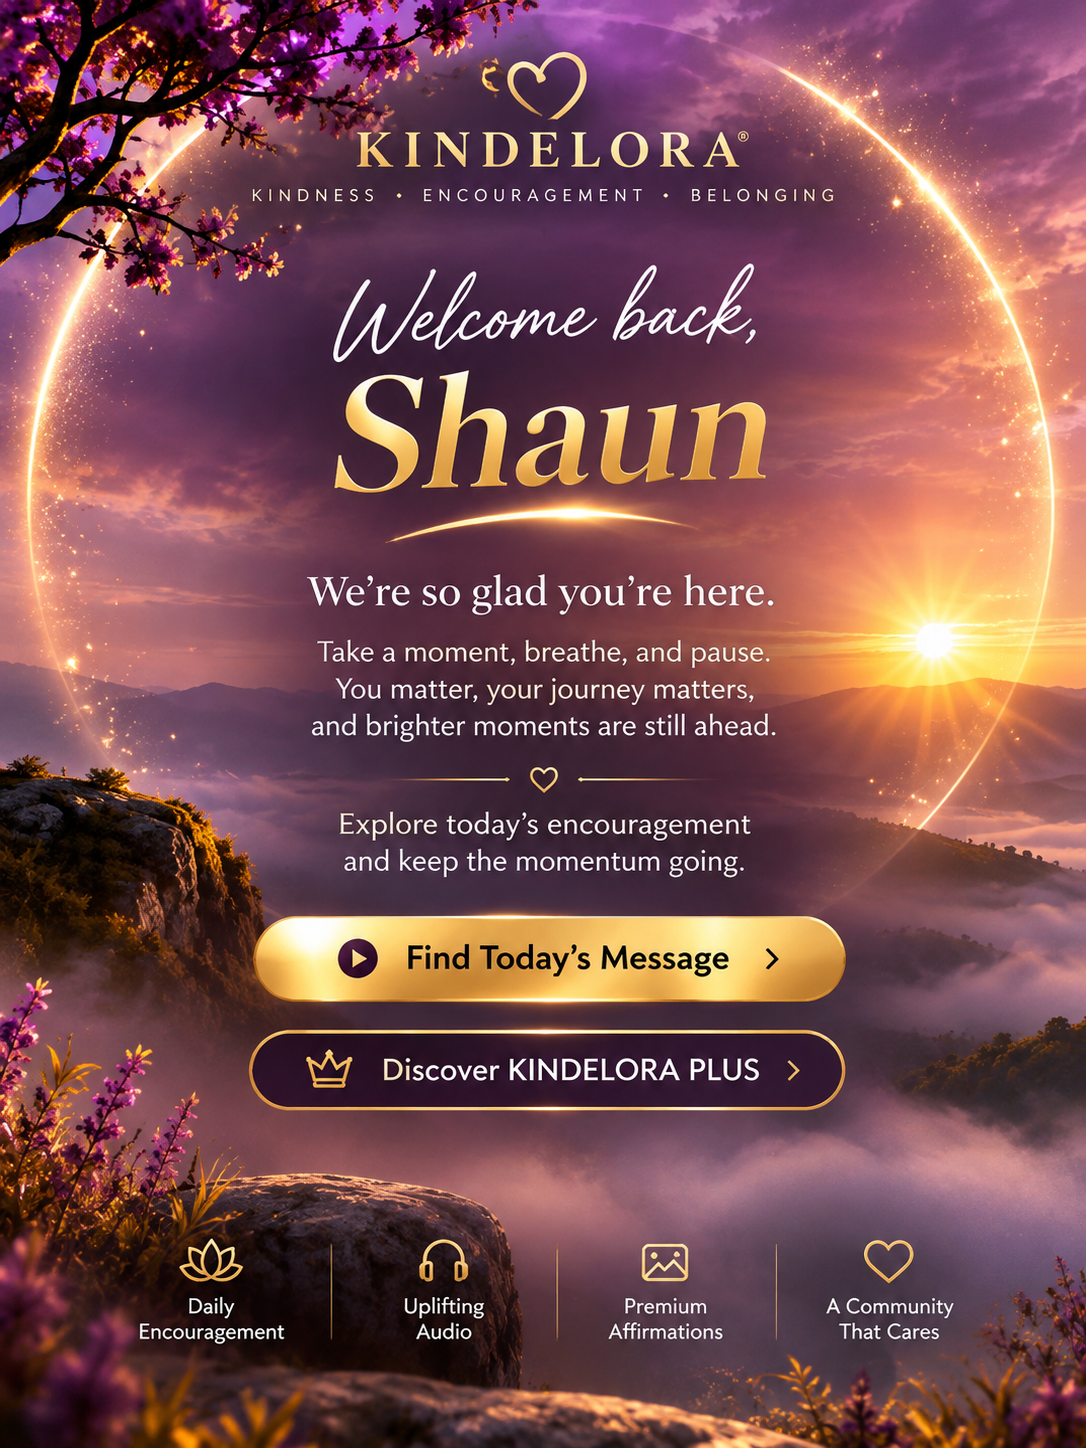 KINDELORA®
KINDNESS • ENCOURAGEMENT • BELONGING
Welcome back,
Shaun
We’re so glad you’re here.
Take a moment, breathe, and pause.
You matter, your journey matters,
and brighter moments are still ahead.
Explore today’s encouragement
and keep the momentum going.
Find Today’s Message
Discover KINDELORA PLUS
Daily
Encouragement
Uplifting
Audio
Premium
Affirmations
A Community
That Cares